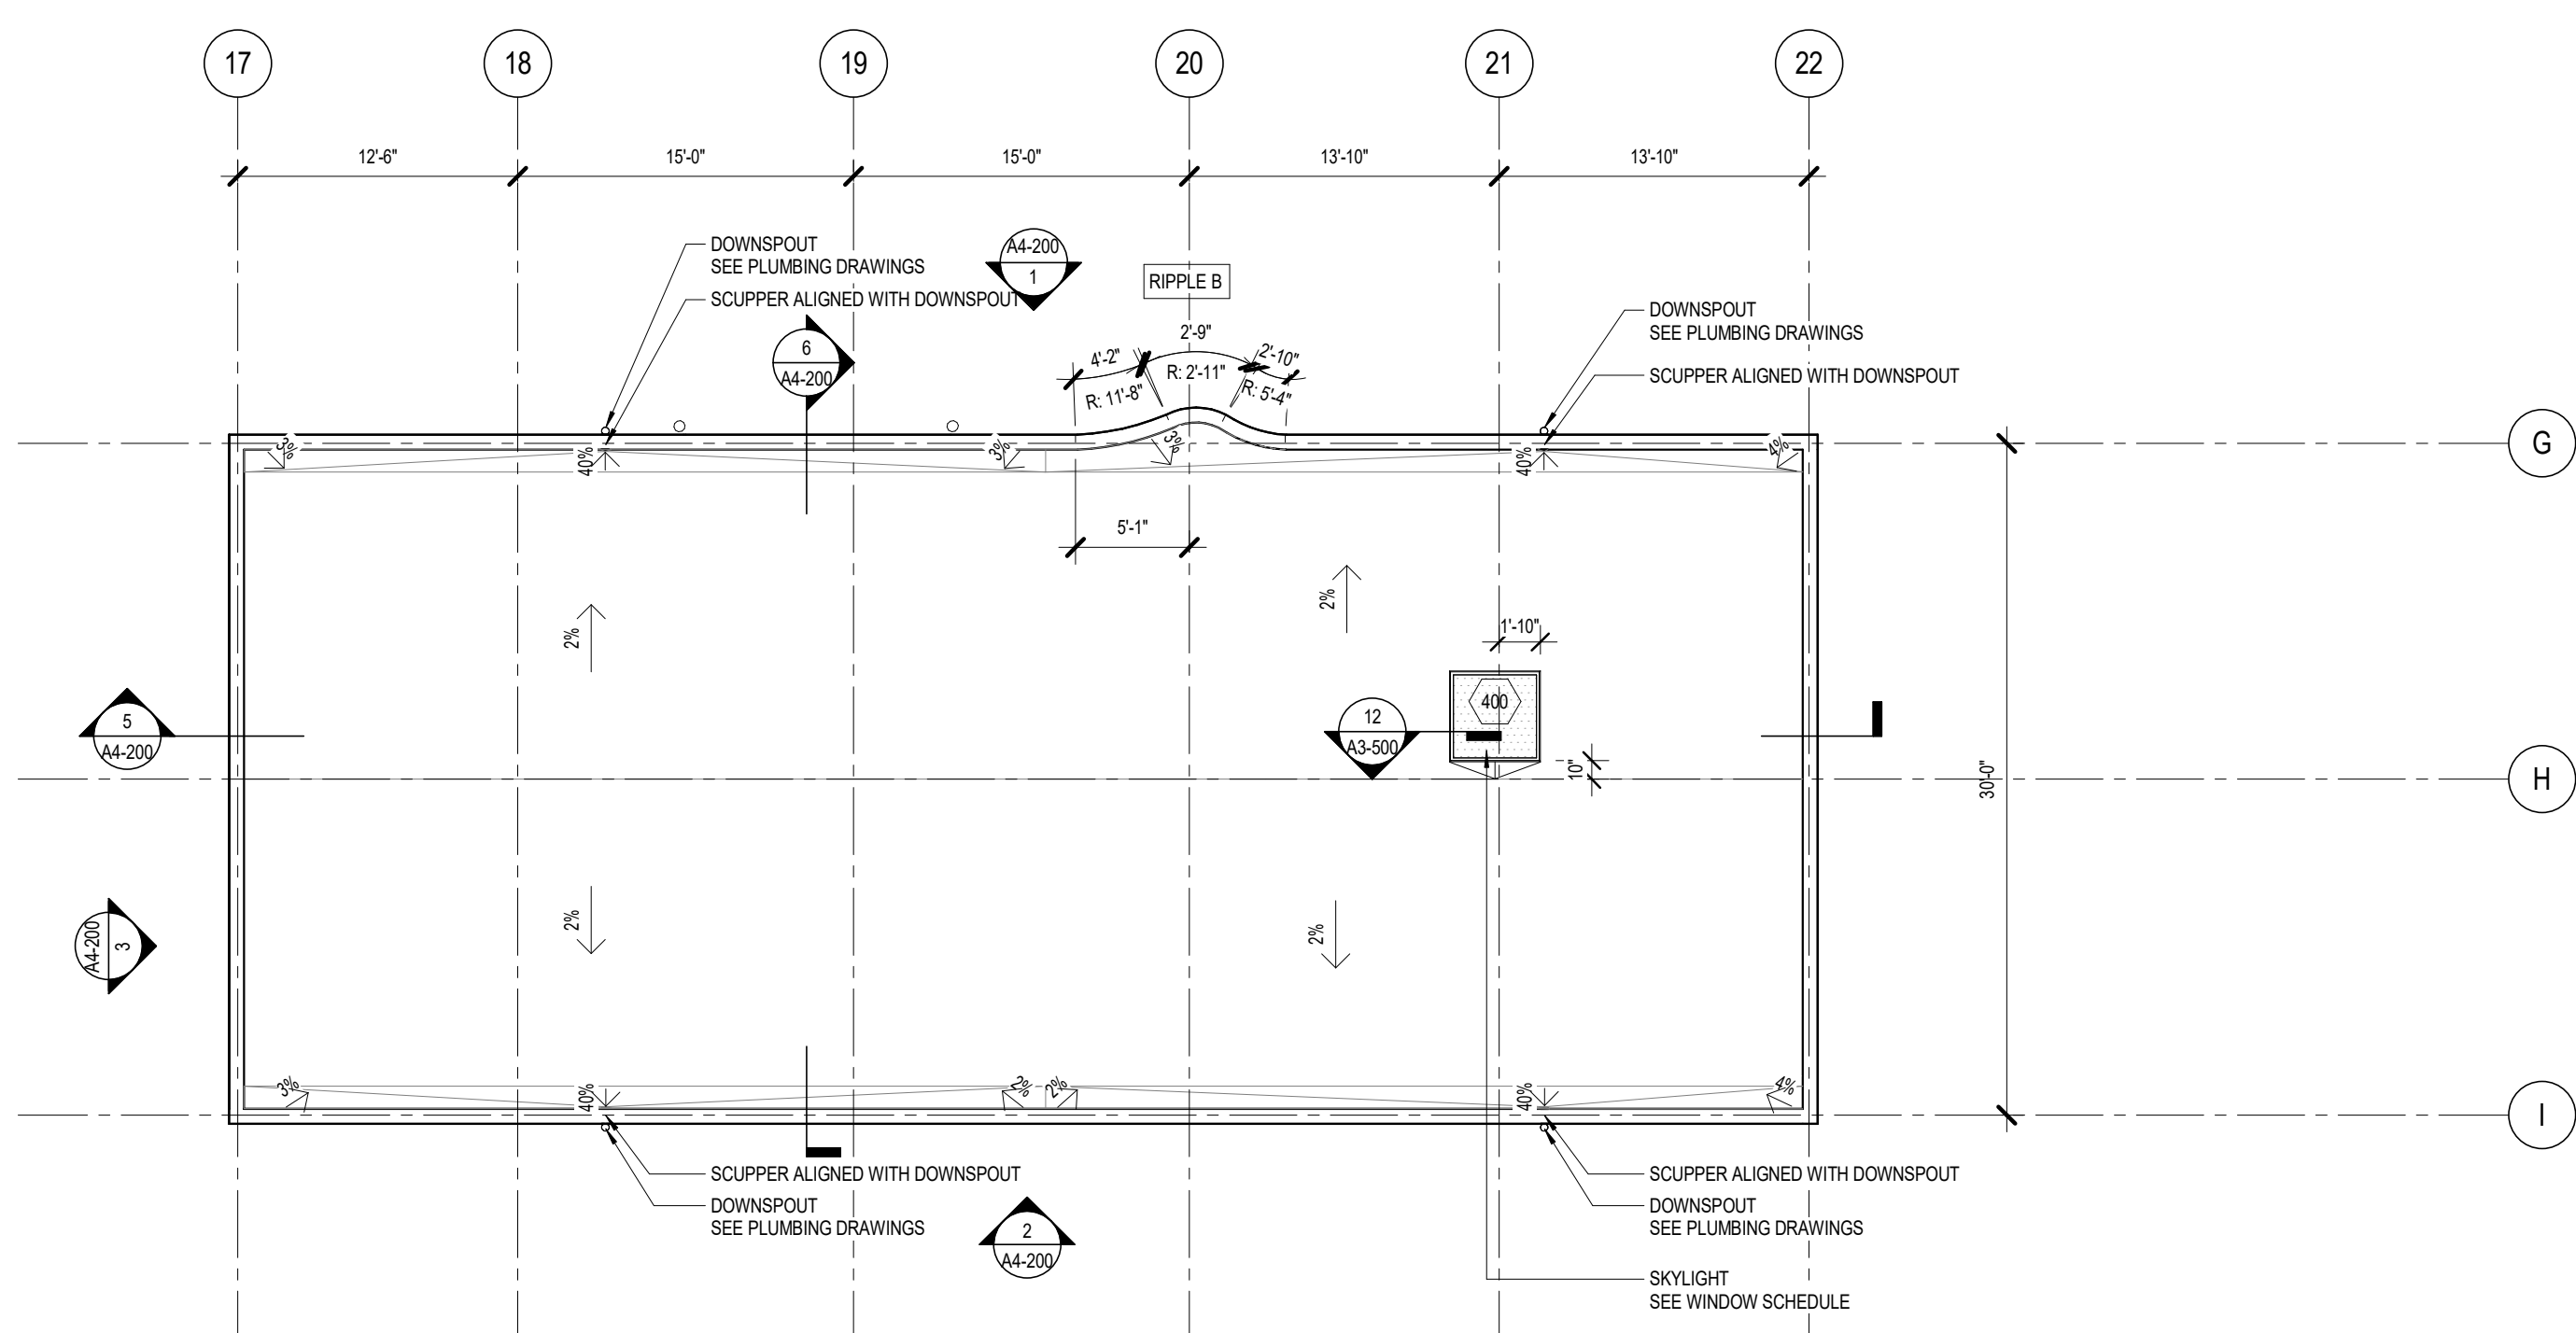 17
18
19
20
21
22
12'-6"
15'-0"
15'-0"
13'-10"
13'-10"
DOWNSPOUT
SEE PLUMBING DRAWINGS
SCUPPER ALIGNED WITH DOWNSPOUT
A4-200
1
RIPPLE B
6
A4-200
4'-2"
2'-9"
2'-10"
R: 11'-8"
R: 2'-11"
R: 5'-4"
DOWNSPOUT
SEE PLUMBING DRAWINGS
SCUPPER ALIGNED WITH DOWNSPOUT
G
3%
40%
3%
3%
40%
4%
5'-1"
2%
2%
1'-10"
400
5
A4-200
12
A3-500
10"
30'-0"
H
2%
2%
A4-200
3
3%
40%
2%
2%
40%
4%
I
SCUPPER ALIGNED WITH DOWNSPOUT
DOWNSPOUT
SEE PLUMBING DRAWINGS
2
A4-200
SCUPPER ALIGNED WITH DOWNSPOUT
DOWNSPOUT
SEE PLUMBING DRAWINGS
SKYLIGHT
SEE WINDOW SCHEDULE